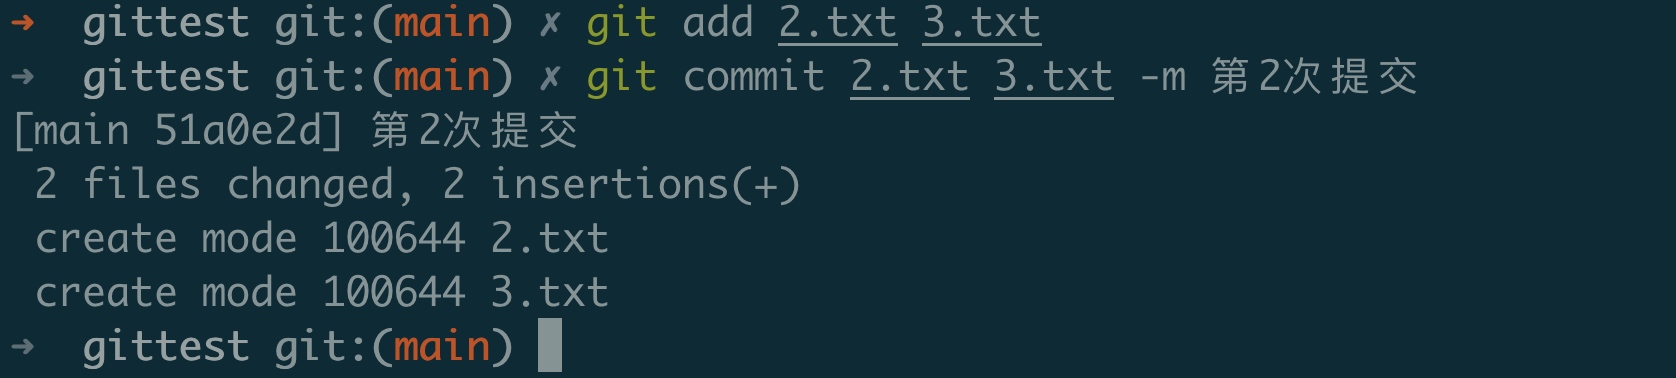 ➜  gittest git:(main) ✗ git add 2.txt 3.txt
➜  gittest git:(main) ✗ git commit 2.txt 3.txt -m 第2次提交
[main 51a0e2d] 第2次提交
 2 files changed, 2 insertions(+)
 create mode 100644 2.txt
 create mode 100644 3.txt
➜  gittest git:(main)